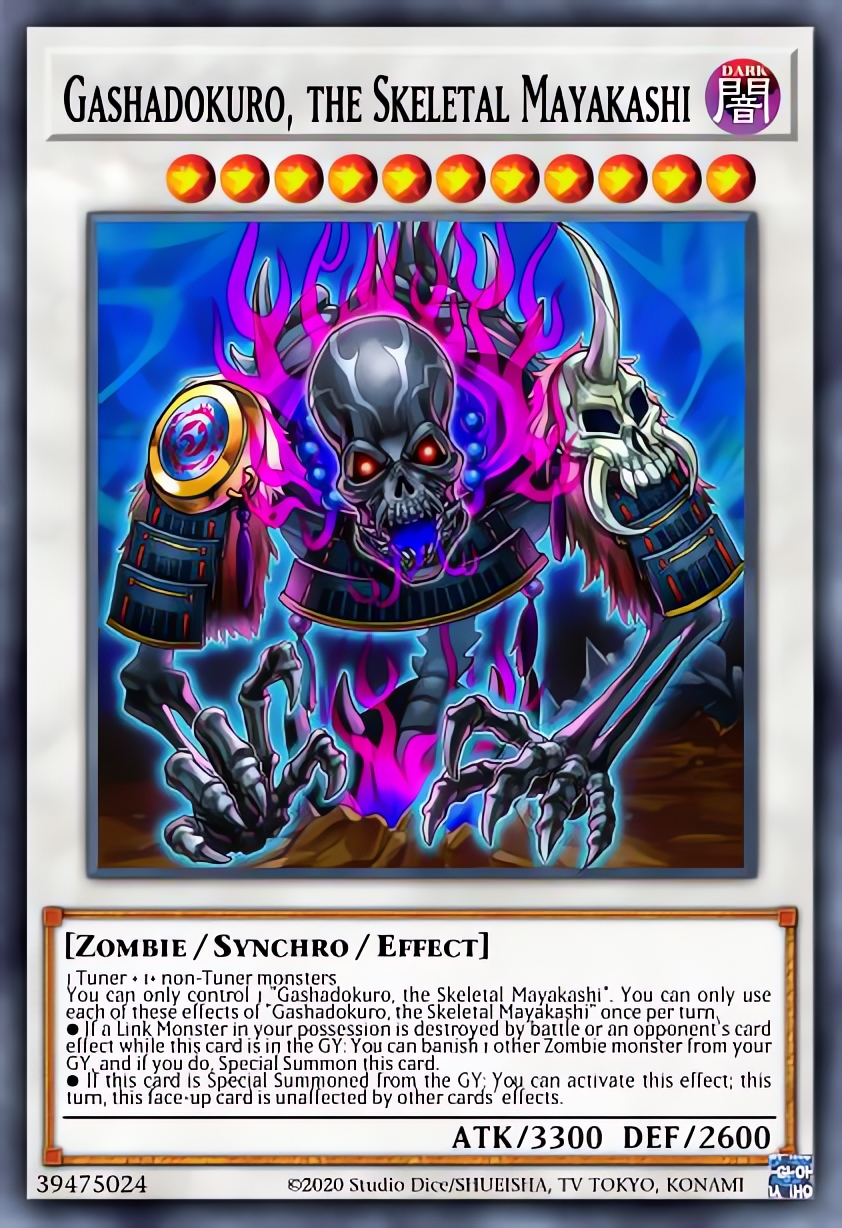 GASHADOKURO, THE SKELETAL MAYAKASHI
DARK
闇
[ZOMBIE / SYNCHRO / EFFECT]
1 Tuner + 1+ non-Tuner monsters
You can only control 1 "Gashadokuro, the Skeletal Mayakashi". You can only use
each of these effects of "Gashadokuro, the Skeletal Mayakashi" once per turn.
● If a Link Monster in your possession is destroyed by battle or an opponent's card
effect while this card is in the GY: You can banish 1 other Zombie monster from your
GY, and if you do, Special Summon this card.
● If this card is Special Summoned from the GY: You can activate this effect; this
turn, this face-up card is unaffected by other cards' effects.
ATK/3300 DEF/2600
39475024
©2020 Studio Dice/SHUEISHA, TV TOKYO, KONAMI